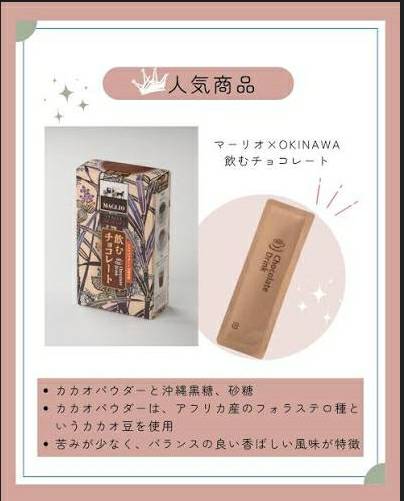 人気商品
マーリオ×OKINAWA
飲むチョコレート
MAGLIO
飲む
チョコレート
Chocolate
Drink
Chocolate
Drink
• カカオパウダーと沖縄黒糖、砂糖
• カカオパウダーは、アフリカ産のフォラステロ種と
いうカカオ豆を使用
• 苦みが少なく、バランスの良い香ばしい風味が特徴